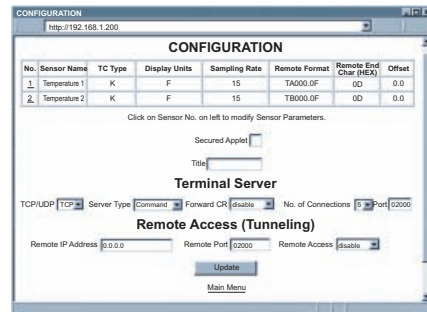 CONFIGURATION
http://192.168.1.200
CONFIGURATION
No. Sensor Name TC Type Display Units Sampling Rate Remote Format Remote End Char (HEX) Offset
1 Temperature 1 K F 15 TA000.0F 0D 0.0
2 Temperature 2 K F 15 TB000.0F 0D 0.0
Click on Sensor No. on left to modify Sensor Parameters.
Secured Applet
Title
Terminal Server
TCP/UDP TCP Server Type Command Forward CR disable No. of Connections 5 Port 02000
Remote Access (Tunneling)
Remote IP Address 0.0.0.0 Remote Port 02000 Remote Access disable
Update
Main Menu